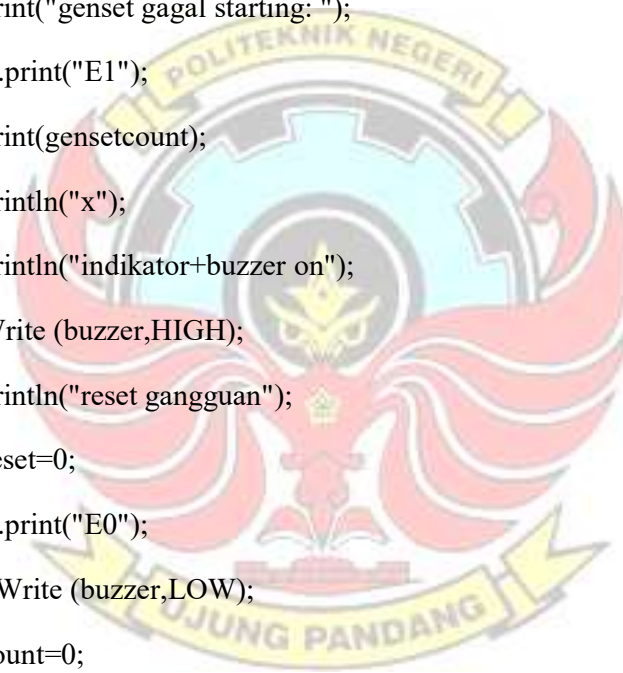 rint("genset gagal starting: ");
POLITEKNIK NEGERI
.print("E1");
rint(gensetcount);
rintln("x");
rintln("indikator+buzzer on");
Write (buzzer,HIGH);
rintln("reset gangguan");
eset=0;
.print("E0");
Write (buzzer,LOW);
UJUNG PANDANG
ount=0;